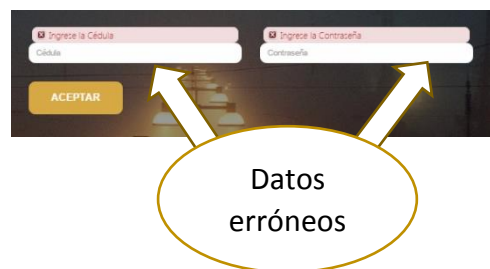 Ingrese la Cédula
Ingrese la Contraseña
Cédula
Contraseña
ACEPTAR
Datos
erróneos